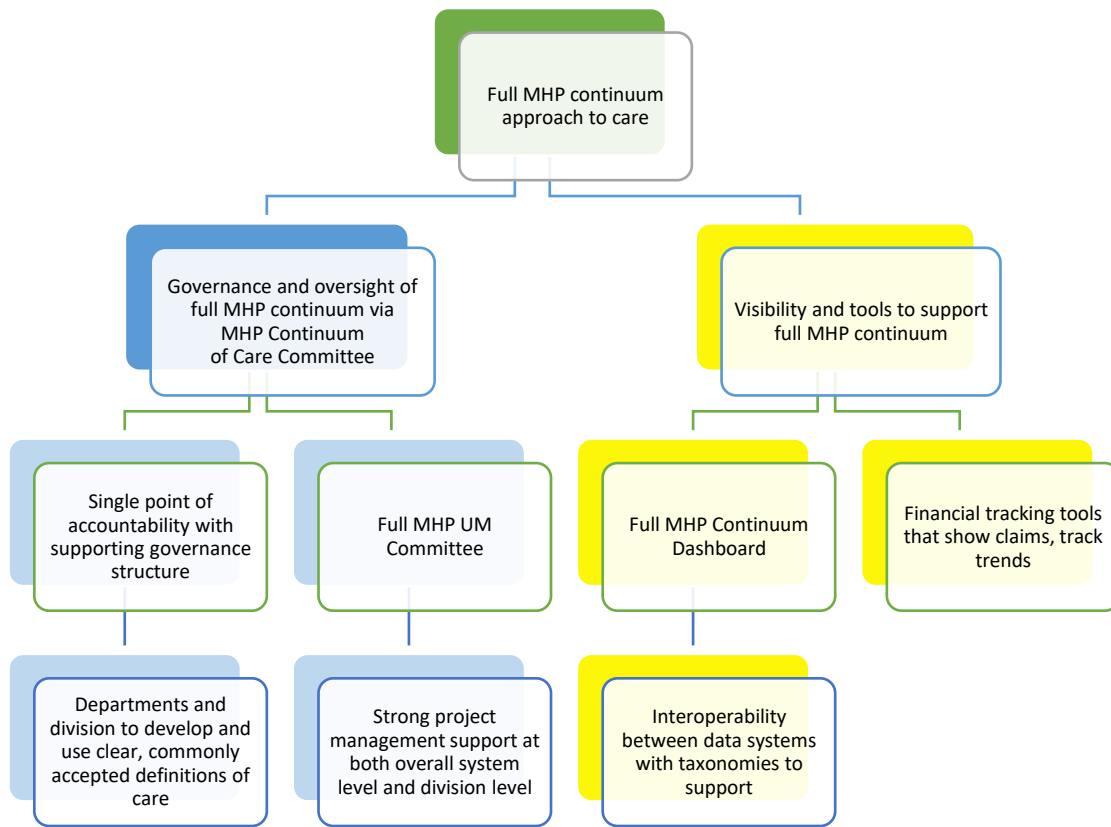 Full MHP continuum
approach to care
Governance and oversight of
full MHP continuum via
MHP Continuum
of Care Committee
Visibility and tools to support
full MHP continuum
Single point of
accountability with
supporting governance
structure
Full MHP UM
Committee
Full MHP Continuum
Dashboard
Financial tracking tools
that show claims, track
trends
Departments and
division to develop and
use clear, commonly
accepted definitions of
care
Strong project
management support at
both overall system
level and division level
Interoperability
between data systems
with taxonomies to
support